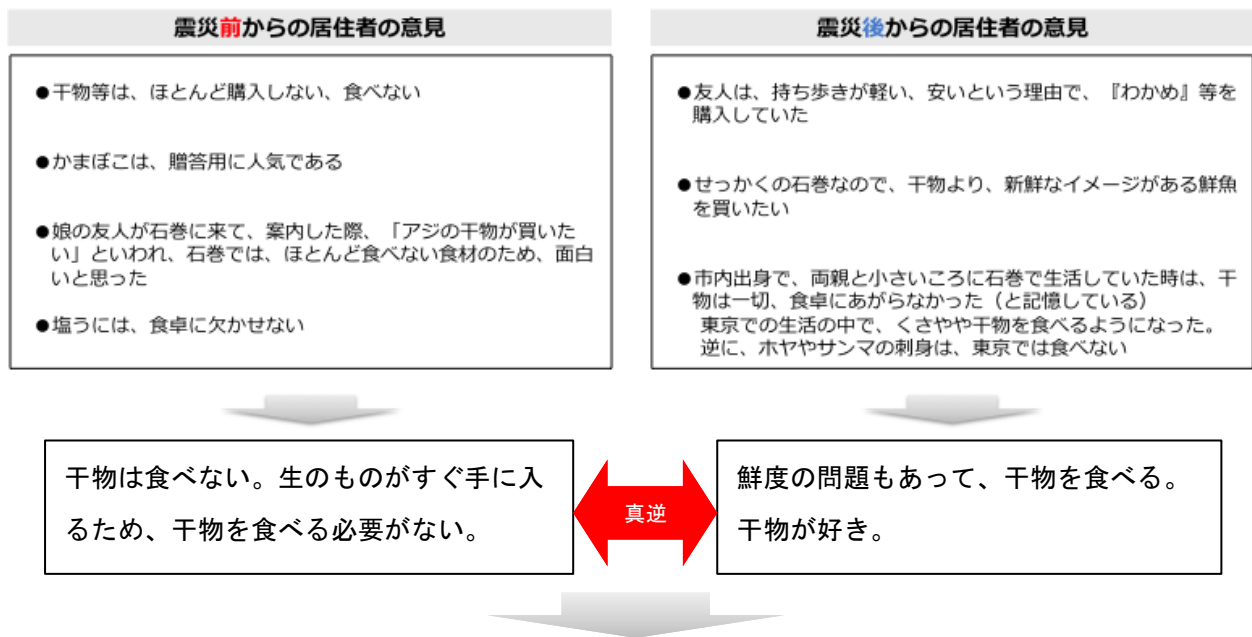 震災前からの居住者の意見
●干物等は、ほとんど購入しない、食べない
●かまぼこは、贈答用に人気である
●娘の友人が石巻に来て、案内した際、「アジの干物が買いた
い」といわれ、石巻では、ほとんど食べない食材のため、面白
いと思った
●塩うには、食卓に欠かせない
震災後からの居住者の意見
●友人は、持ち歩きが軽い、安いという理由で、『わかめ』等を
購入していた
●せっかくの石巻なので、干物より、新鮮なイメージがある鮮魚
を買いたい
●市内出身で、両親と小さいころに石巻で生活していた時は、干
物は一切、食卓にあがらなかった（と記憶している）
東京での生活の中で、くさやや干物を食べるようになった。
逆に、ホヤやサンマの刺身は、東京では食べない
干物は食べない。生のものがすぐ手に入
るため、干物を食べる必要がない。
真逆
鮮度の問題もあって、干物を食べる。
干物が好き。